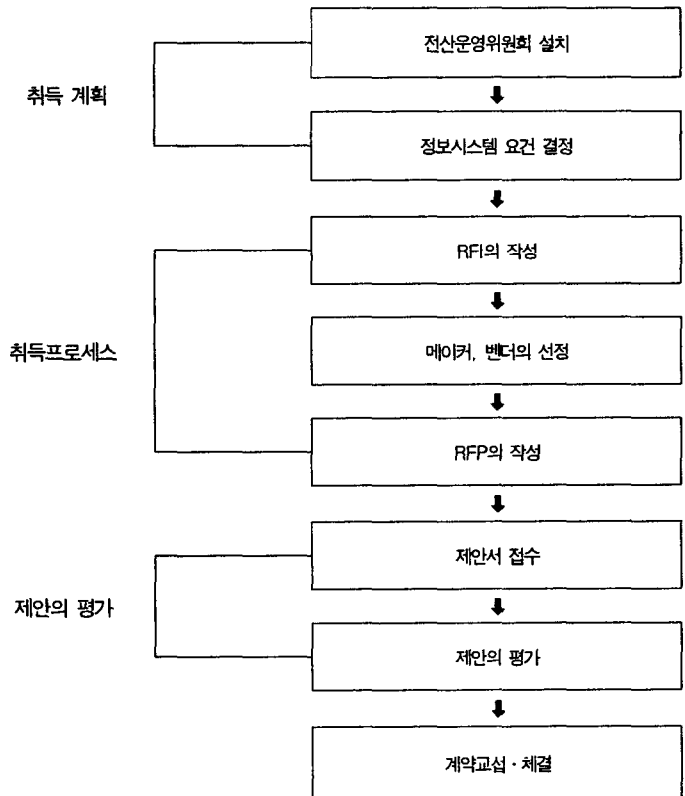 전산운영위원회 설치
취득 계획
정보시스템 요건 결정
RFI의 작성
취득프로세스
메이커, 벤더의 선정
RFP의 작성
제안서 접수
제안의 평가
제안의 평가
계약교섭 · 체결